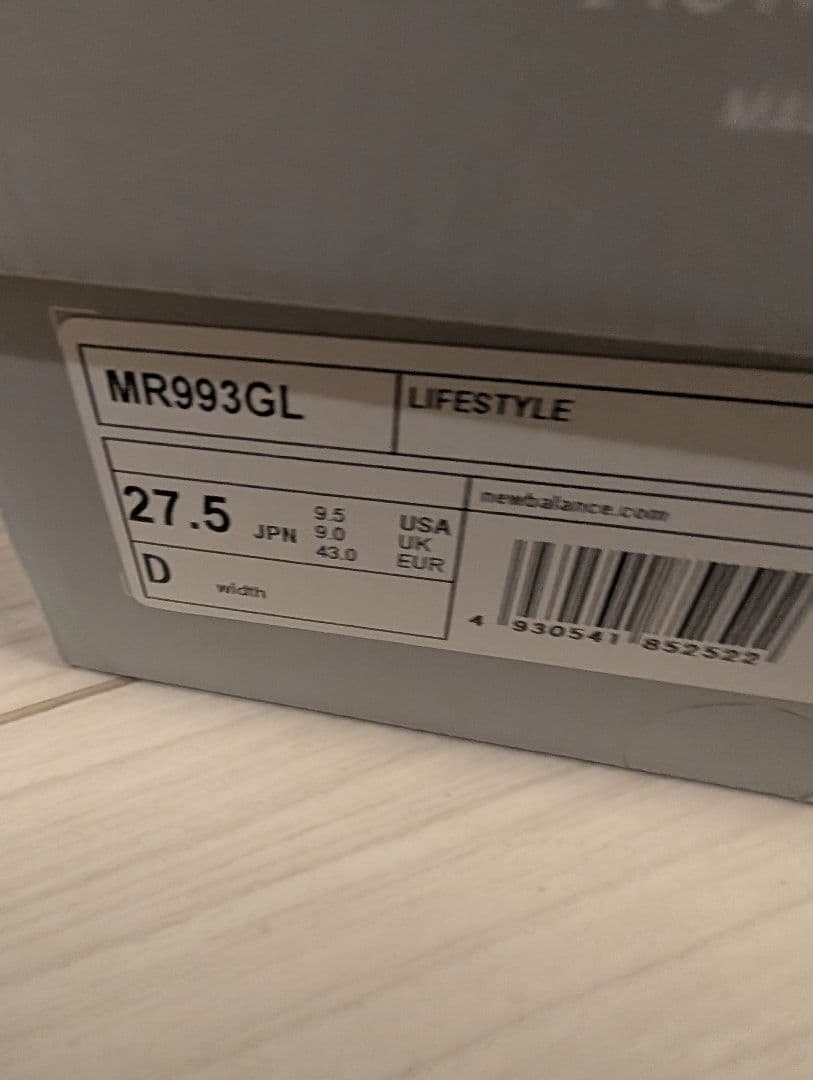 MR993GL
LIFESTYLE
newbalance.com
27.5 JPN
9.5 USA
9.0 UK
43.0 EUR
D width
4 930541 852522